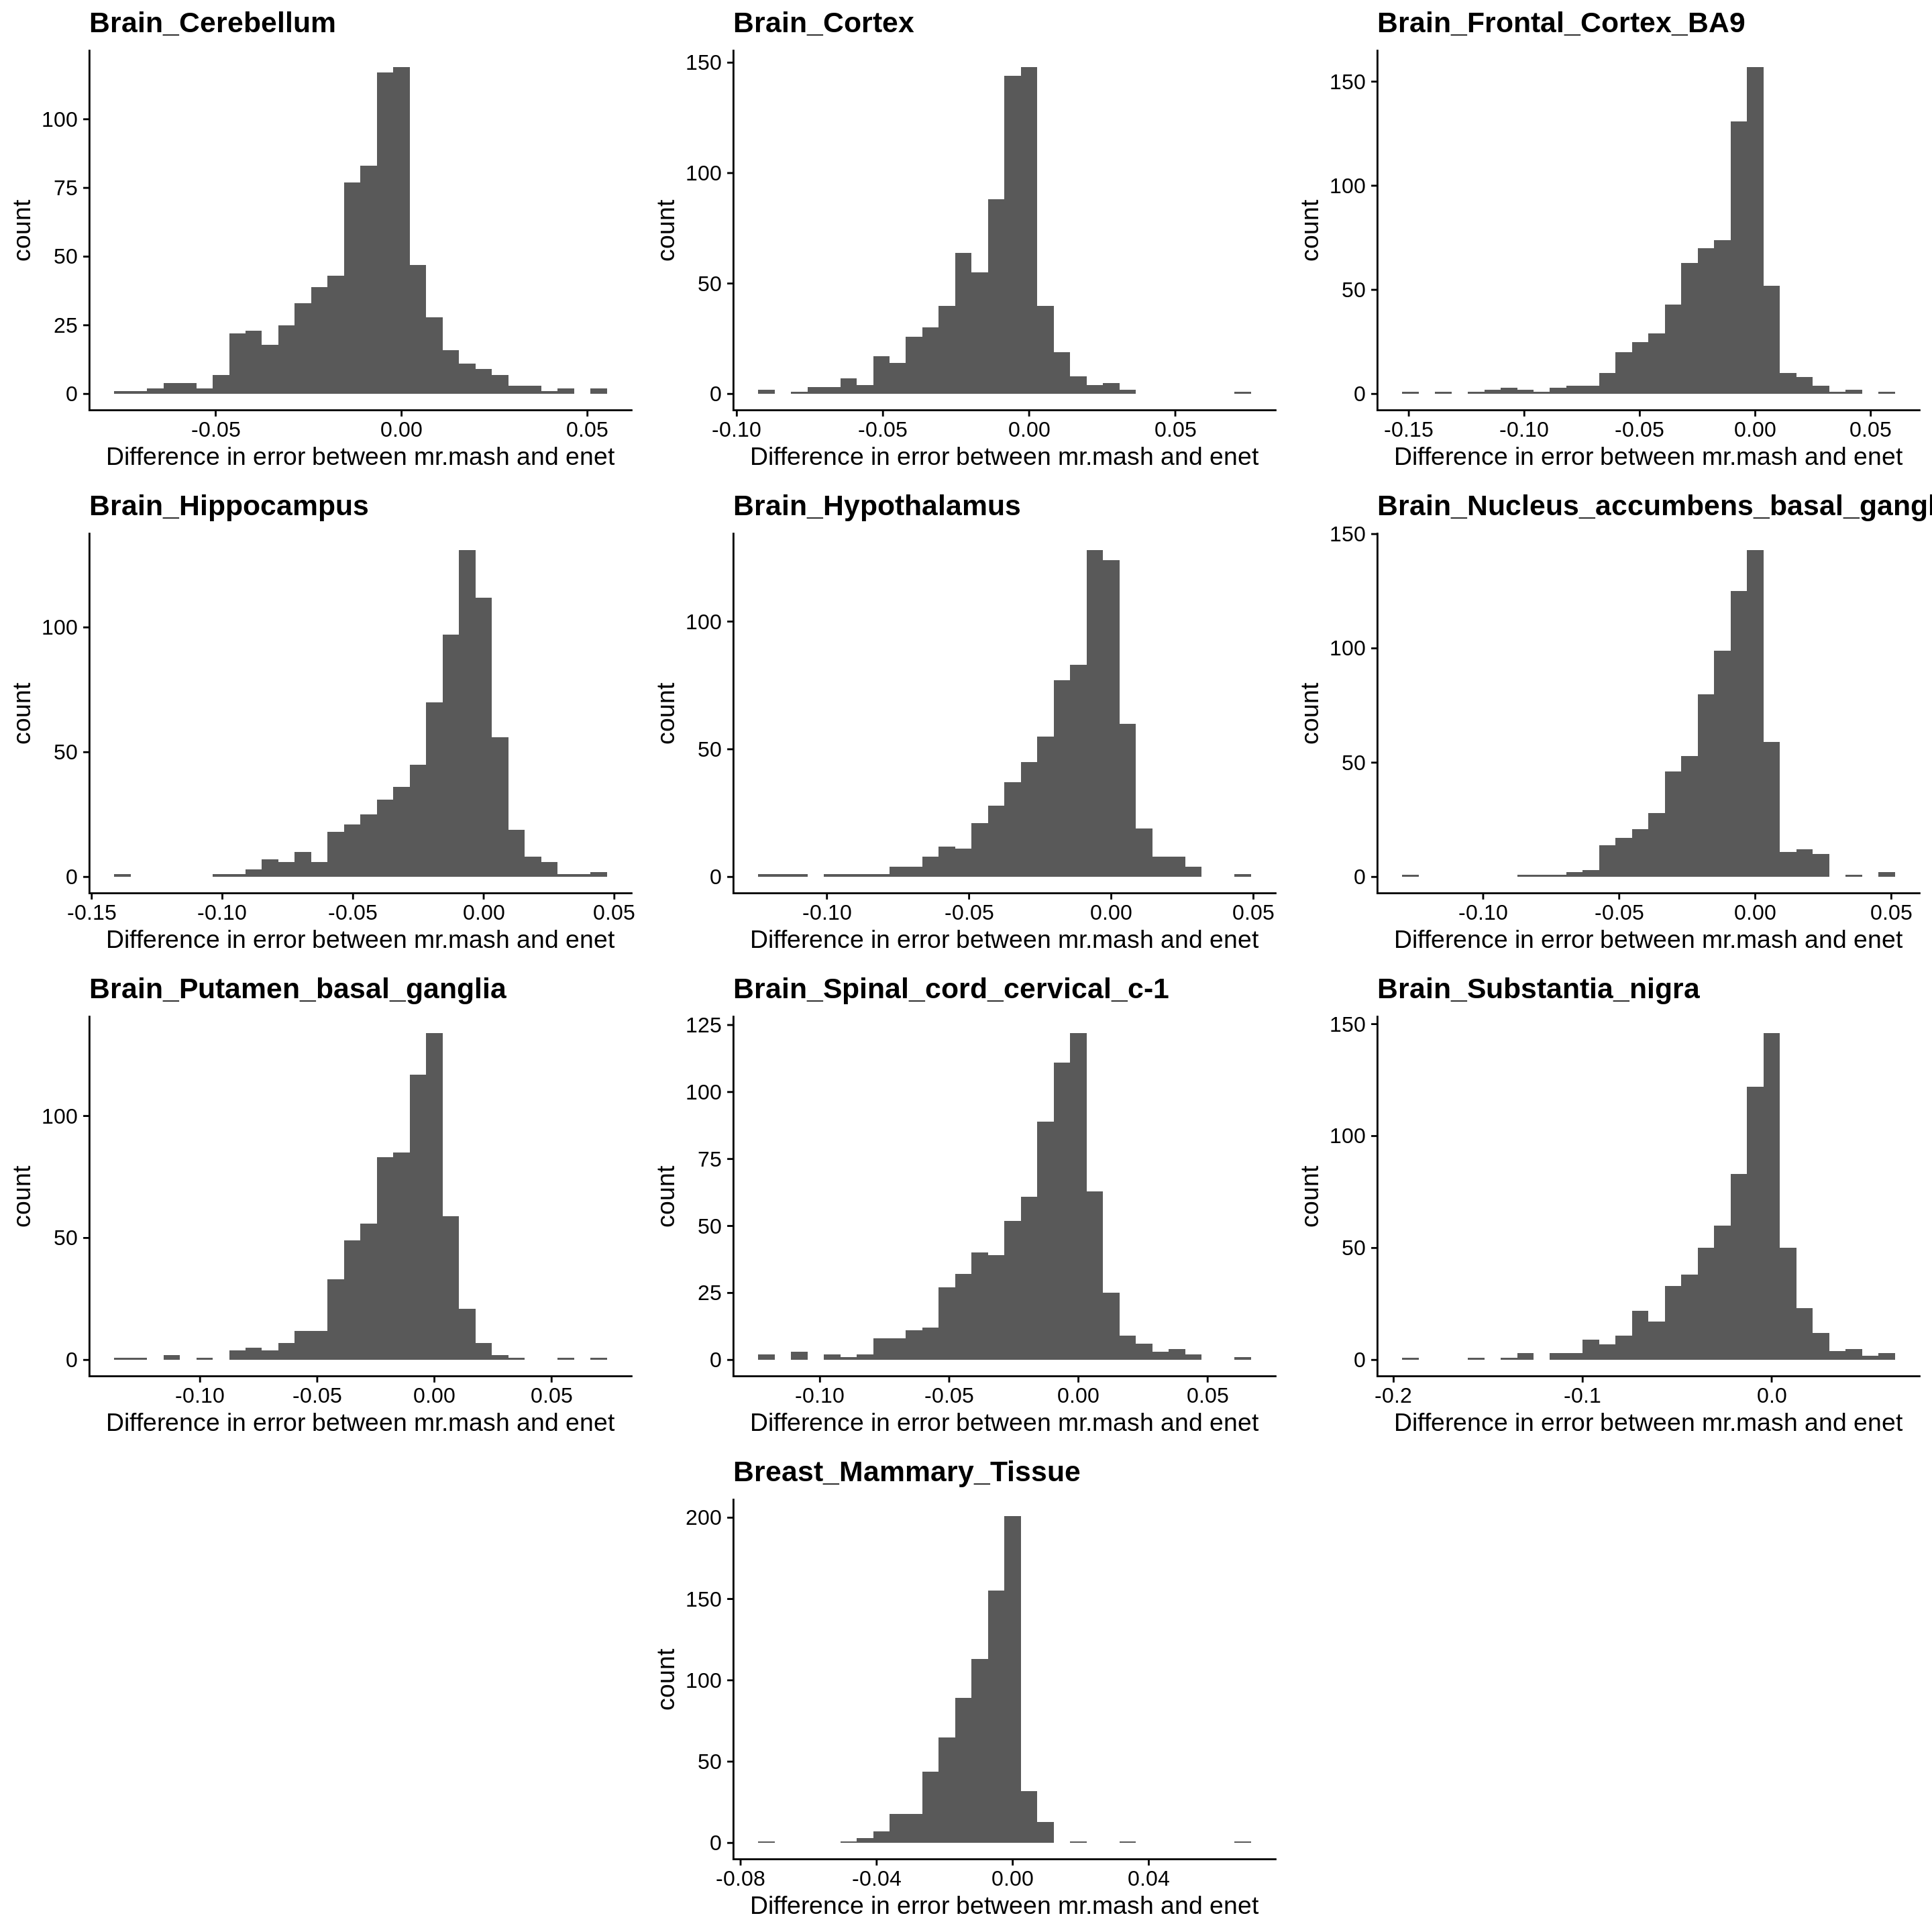 Brain_Cerebellum
Brain_Cortex
Brain_Frontal_Cortex_BA9
count
100
75
50
25
0
-0.05
0.00
0.05
Difference in error between mr.mash and enet
count
150
100
50
0
-0.10
-0.05
0.00
0.05
Difference in error between mr.mash and enet
count
150
100
50
0
-0.15
-0.10
-0.05
0.00
0.05
Difference in error between mr.mash and enet
Brain_Hippocampus
Brain_Hypothalamus
Brain_Nucleus_accumbens_basal_gangl
count
100
50
0
-0.15
-0.10
-0.05
0.00
0.05
Difference in error between mr.mash and enet
count
100
50
0
-0.10
-0.05
0.00
0.05
Difference in error between mr.mash and enet
count
150
100
50
0
-0.10
-0.05
0.00
0.05
Difference in error between mr.mash and enet
Brain_Putamen_basal_ganglia
Brain_Spinal_cord_cervical_c-1
Brain_Substantia_nigra
count
100
50
0
-0.10
-0.05
0.00
0.05
Difference in error between mr.mash and enet
count
125
100
75
50
25
0
-0.10
-0.05
0.00
0.05
Difference in error between mr.mash and enet
count
150
100
50
0
-0.2
-0.1
0.0
Difference in error between mr.mash and enet
Breast_Mammary_Tissue
count
200
150
100
50
0
-0.08
-0.04
0.00
0.04
Difference in error between mr.mash and enet